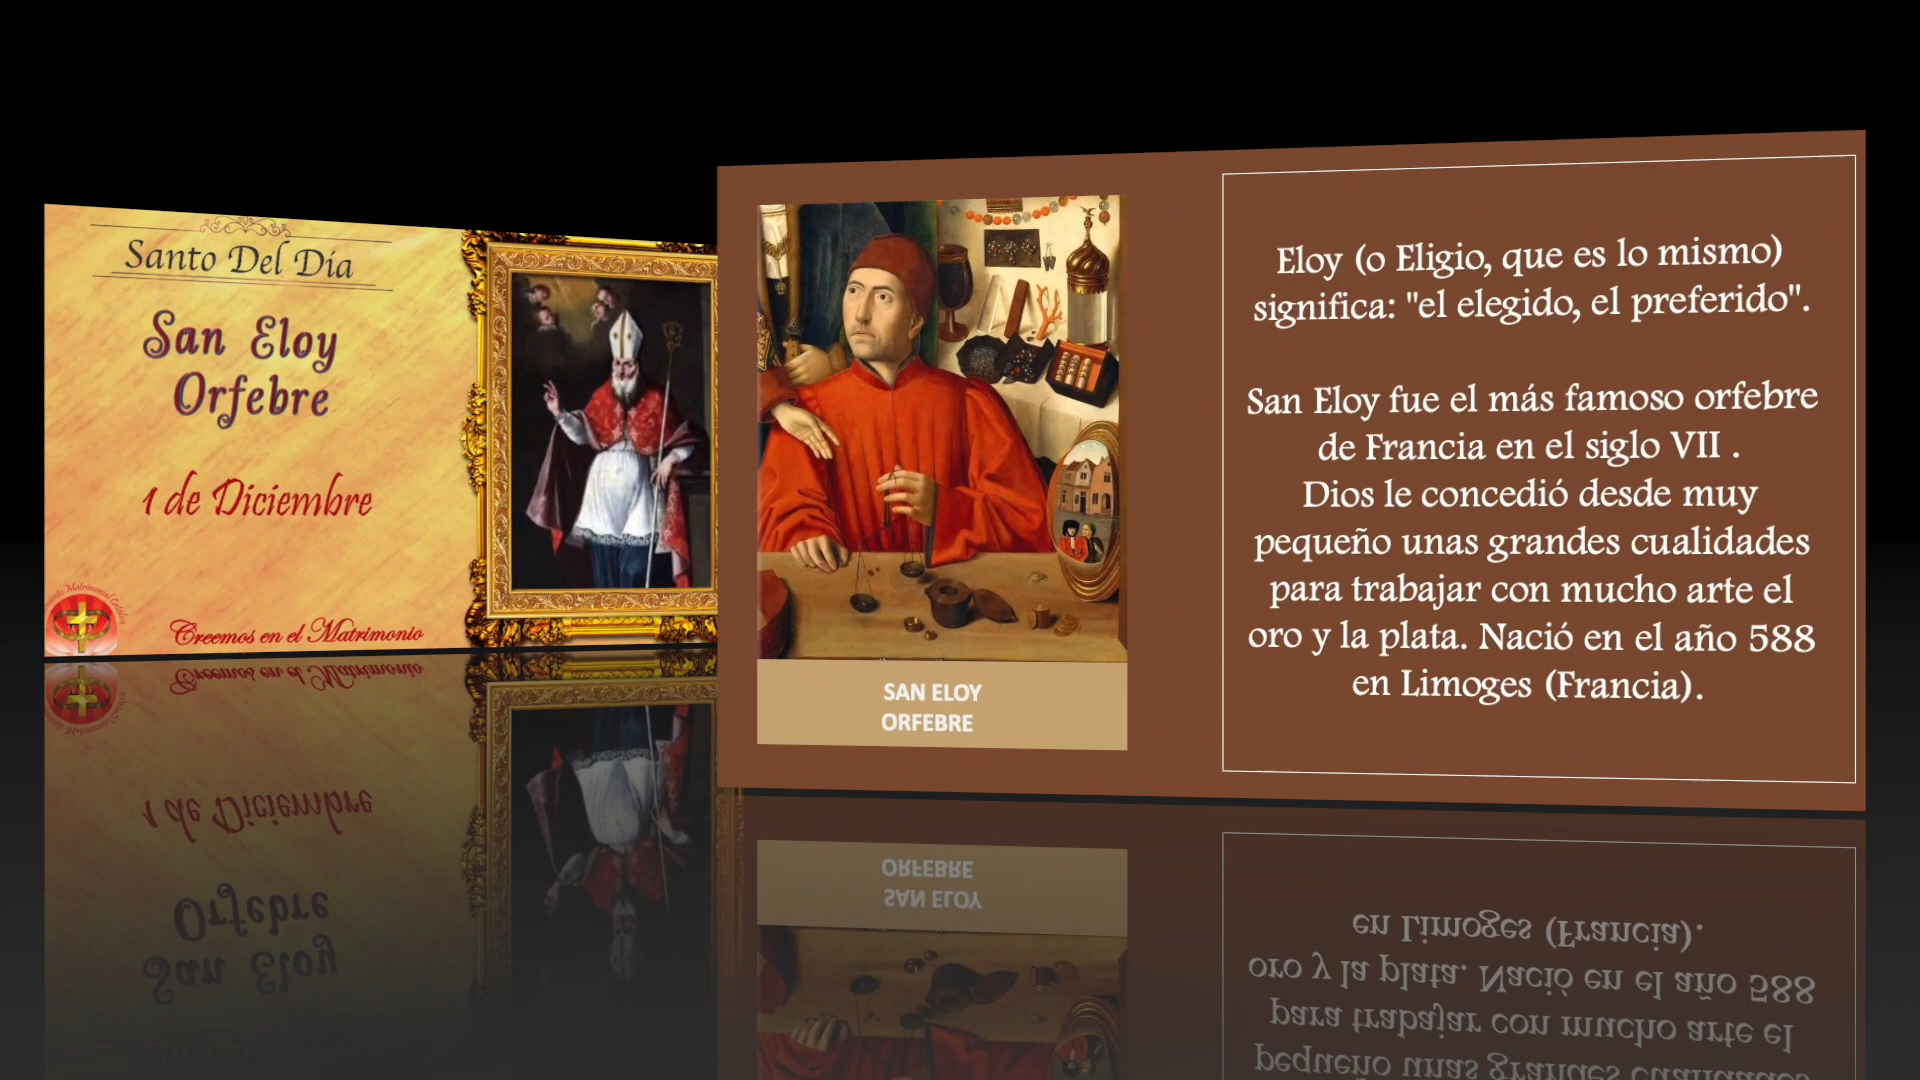 Santo Del Día
San Eloy
Orfebre
1 de Diciembre
Creemos en el Matrimonio
SAN ELOY
ORFEBRE
Eloy (o Eligio, que es lo mismo)
significa: "el elegido, el preferido".
San Eloy fue el más famoso orfebre
de Francia en el siglo VII .
Dios le concedió desde muy
pequeño unas grandes cualidades
para trabajar con mucho arte el
oro y la plata. Nació en el año 588
en Limoges (Francia).